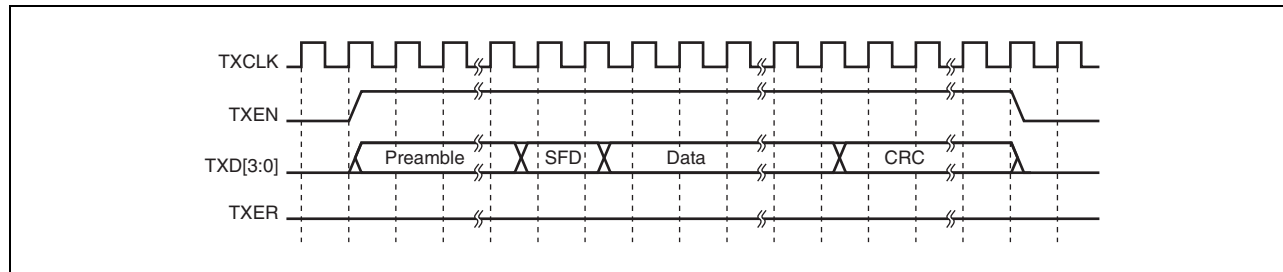 TXCLK
TXEN
TXD[3:0]
Preamble SFD Data CRC
TXER